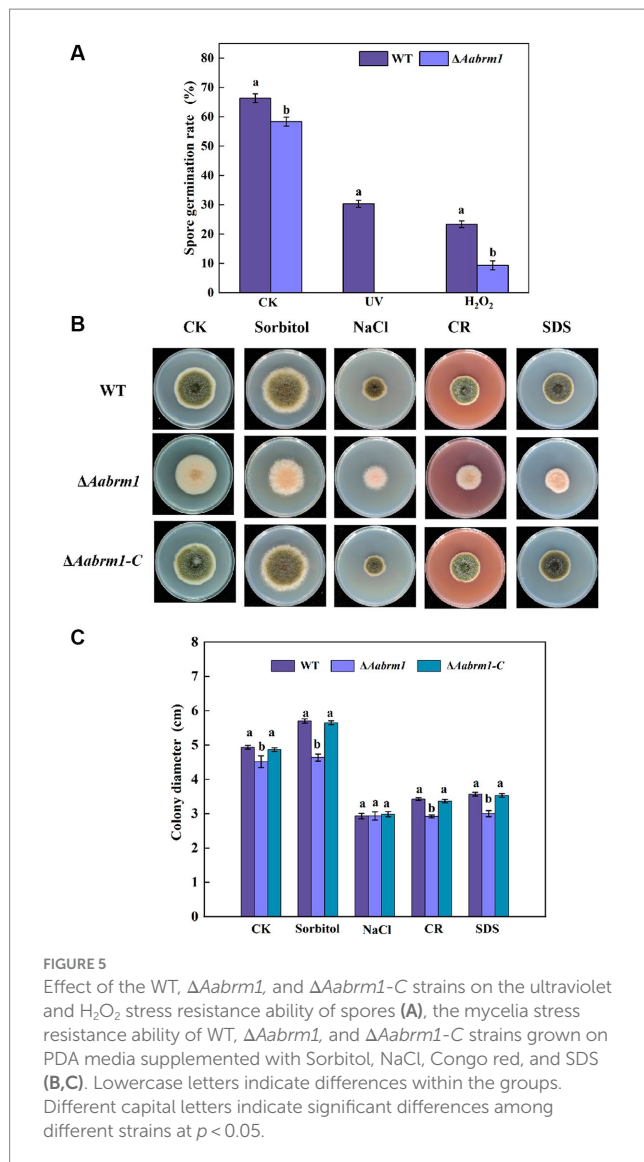 A
WT ΔAabrm1
Spore germination rate (%)
80
70
60
50
40
30
20
10
0
a
b
a
a
b
CK UV H₂O₂
B
CK Sorbitol NaCl CR SDS
WT
ΔAabrm1
ΔAabrm1-C
C
WT ΔAabrm1 ΔAabrm1-C
Colony diameter (cm)
8
7
6
5
4
3
2
1
0
a b a
a b a
a a a
a b a
a b a
CK Sorbitol NaCl CR SDS
FIGURE 5
Effect of the WT, ΔAabrm1, and ΔAabrm1-C strains on the ultraviolet
and H₂O₂ stress resistance ability of spores (A), the mycelia stress
resistance ability of WT, ΔAabrm1, and ΔAabrm1-C strains grown on
PDA media supplemented with Sorbitol, NaCl, Congo red, and SDS
(B,C). Lowercase letters indicate differences within the groups.
Different capital letters indicate significant differences among
different strains at p < 0.05.